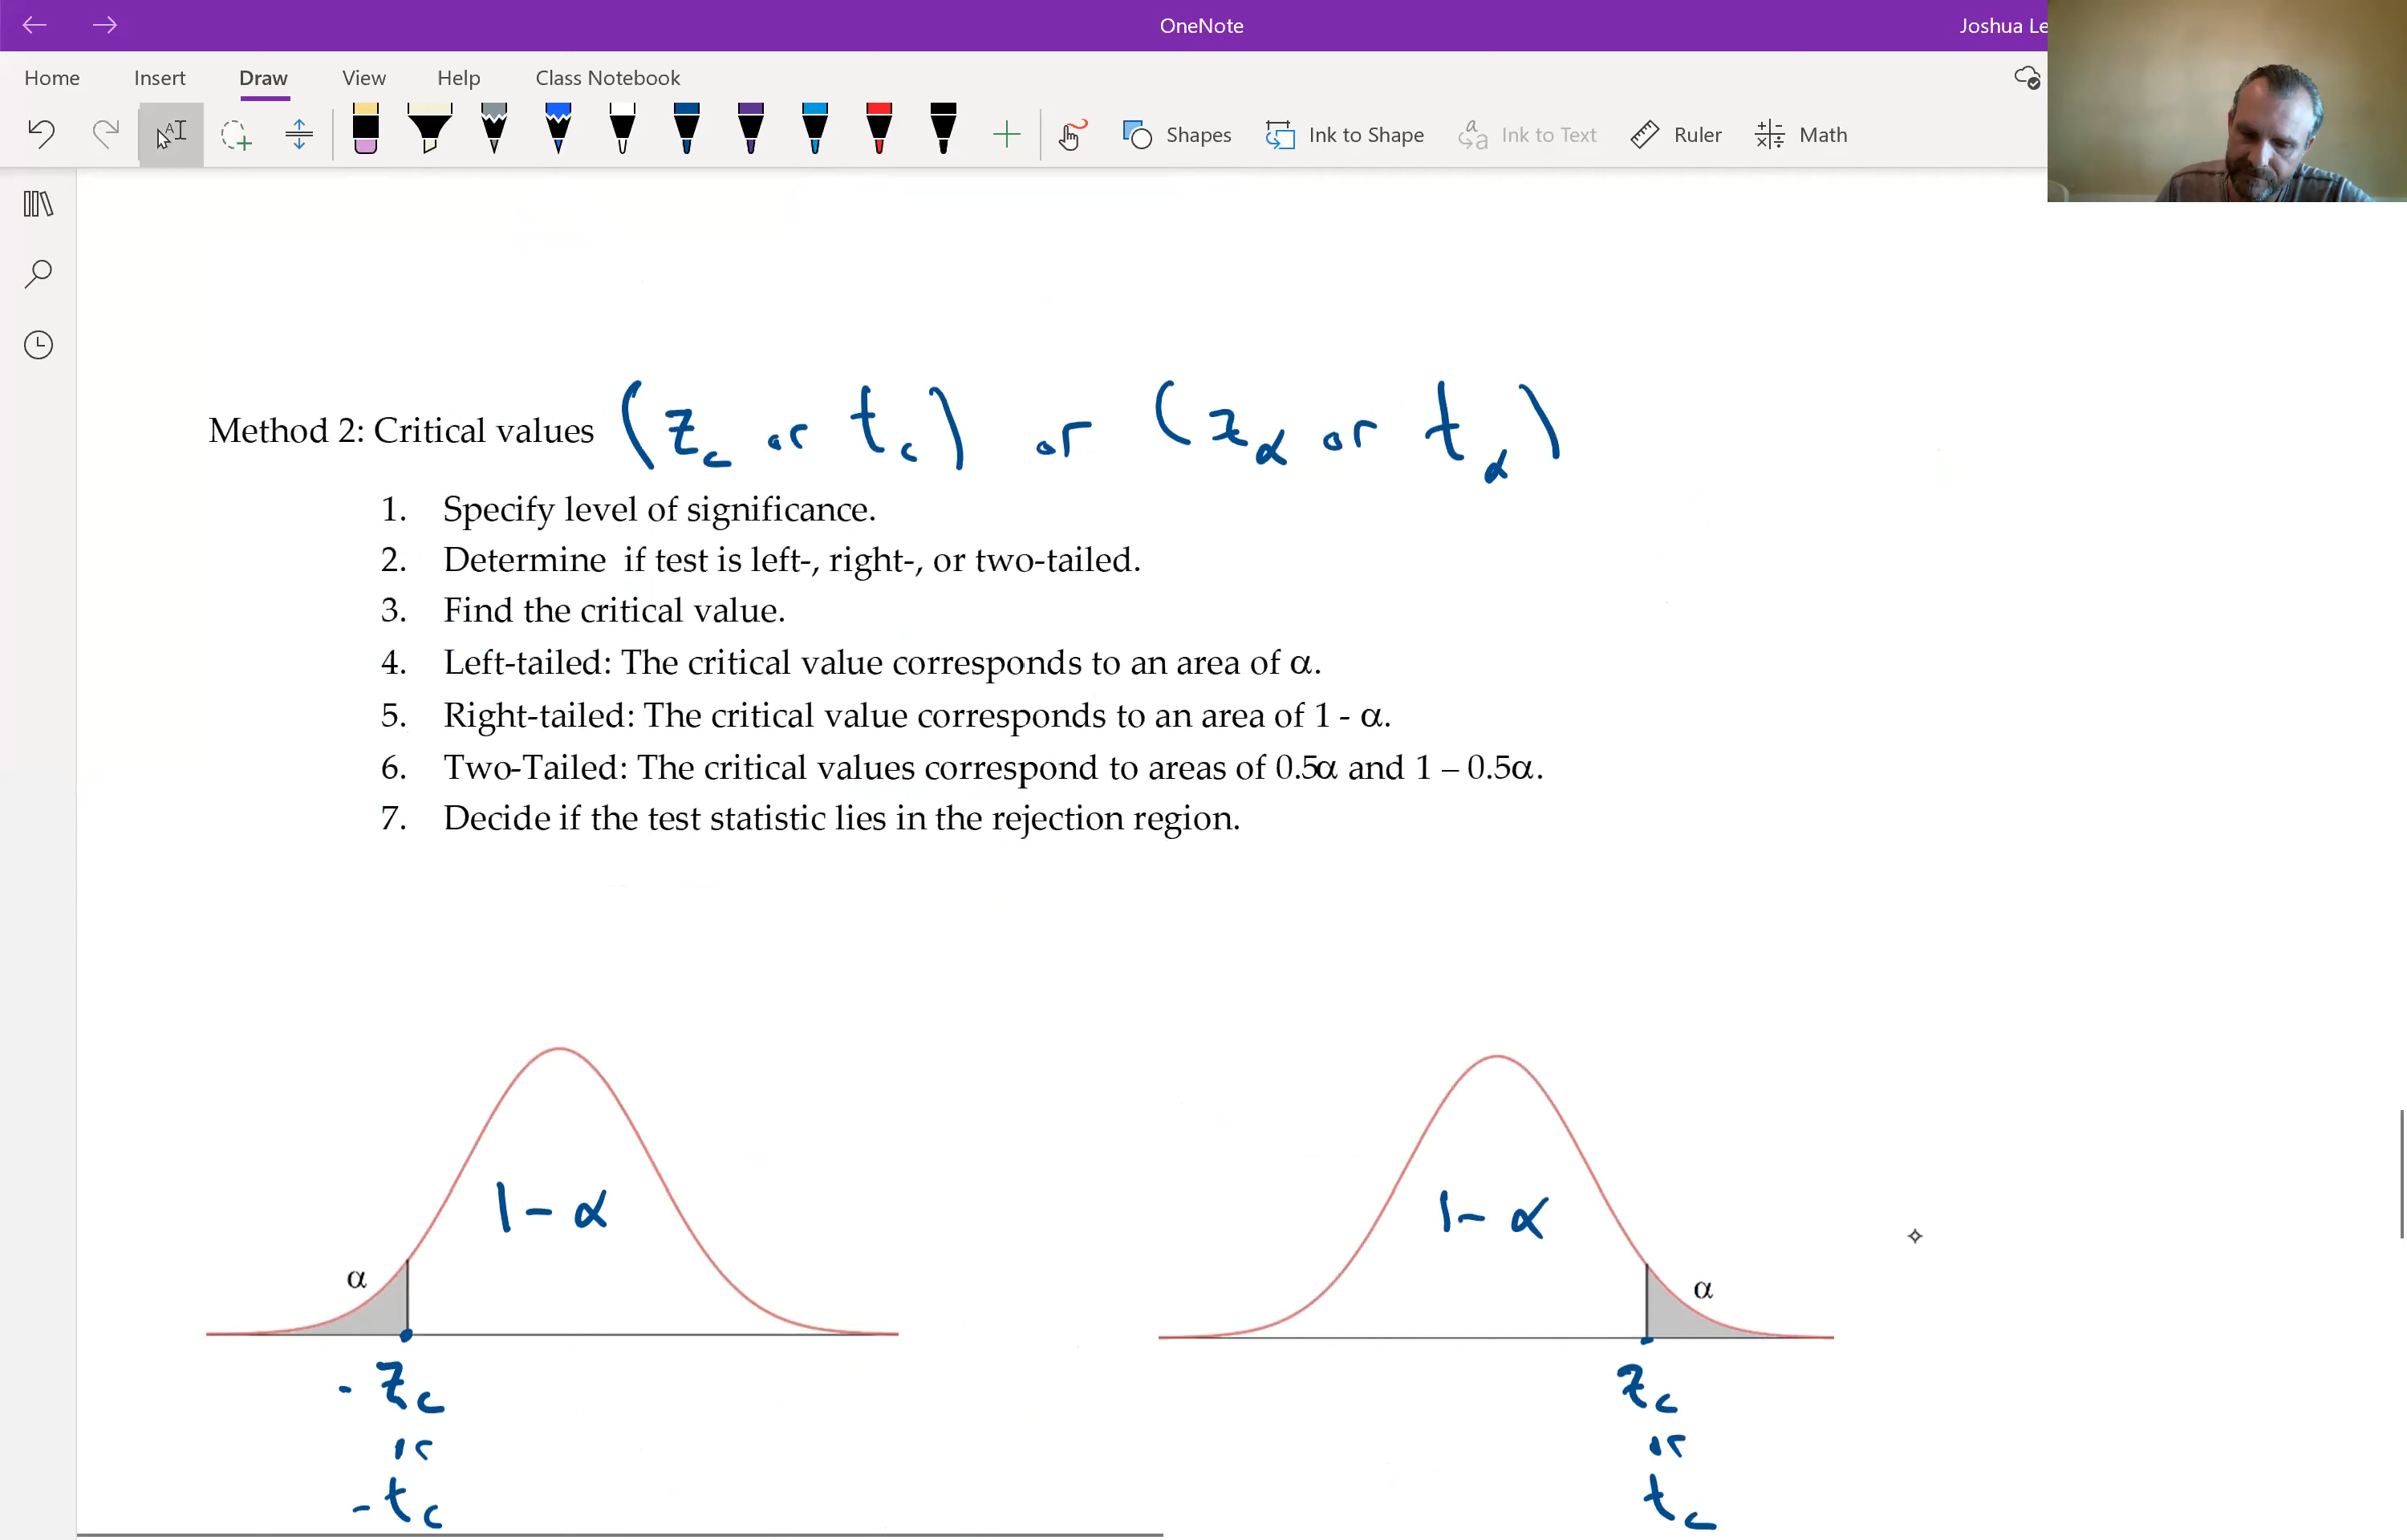 OneNote
Joshua Le
Home Insert Draw View Help Class Notebook
Shapes Ink to Shape Ink to Text Ruler Math
Method 2: Critical values (z_c or t_c) or (z_α or t_α)
1. Specify level of significance.
2. Determine if test is left-, right-, or two-tailed.
3. Find the critical value.
4. Left-tailed: The critical value corresponds to an area of α.
5. Right-tailed: The critical value corresponds to an area of 1 - α.
6. Two-Tailed: The critical values correspond to areas of 0.5α and 1 – 0.5α.
7. Decide if the test statistic lies in the rejection region.
1 - α
α
-z_c
or
-t_c
1 - α
α
z_c
or
t_c